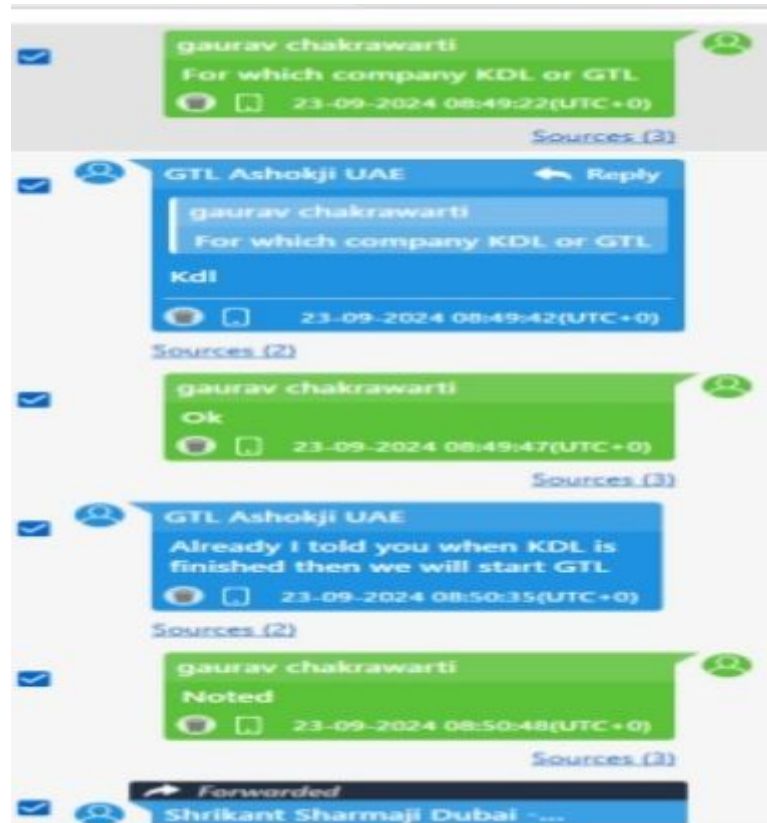 gaurav chakrawarti
For which company KDL or GTL
23-09-2024 08:49:22(UTC+0)
Sources (3)
GTL Ashokji UAE
Reply
gaurav chakrawarti
For which company KDL or GTL
Kdl
23-09-2024 08:49:42(UTC+0)
Sources (2)
gaurav chakrawarti
Ok
23-09-2024 08:49:47(UTC+0)
Sources (3)
GTL Ashokji UAE
Already I told you when KDL is
finished then we will start GTL
23-09-2024 08:50:35(UTC+0)
Sources (2)
gaurav chakrawarti
Noted
23-09-2024 08:50:48(UTC+0)
Sources (3)
Forwarded
Shrikant Sharmaji Dubai -...